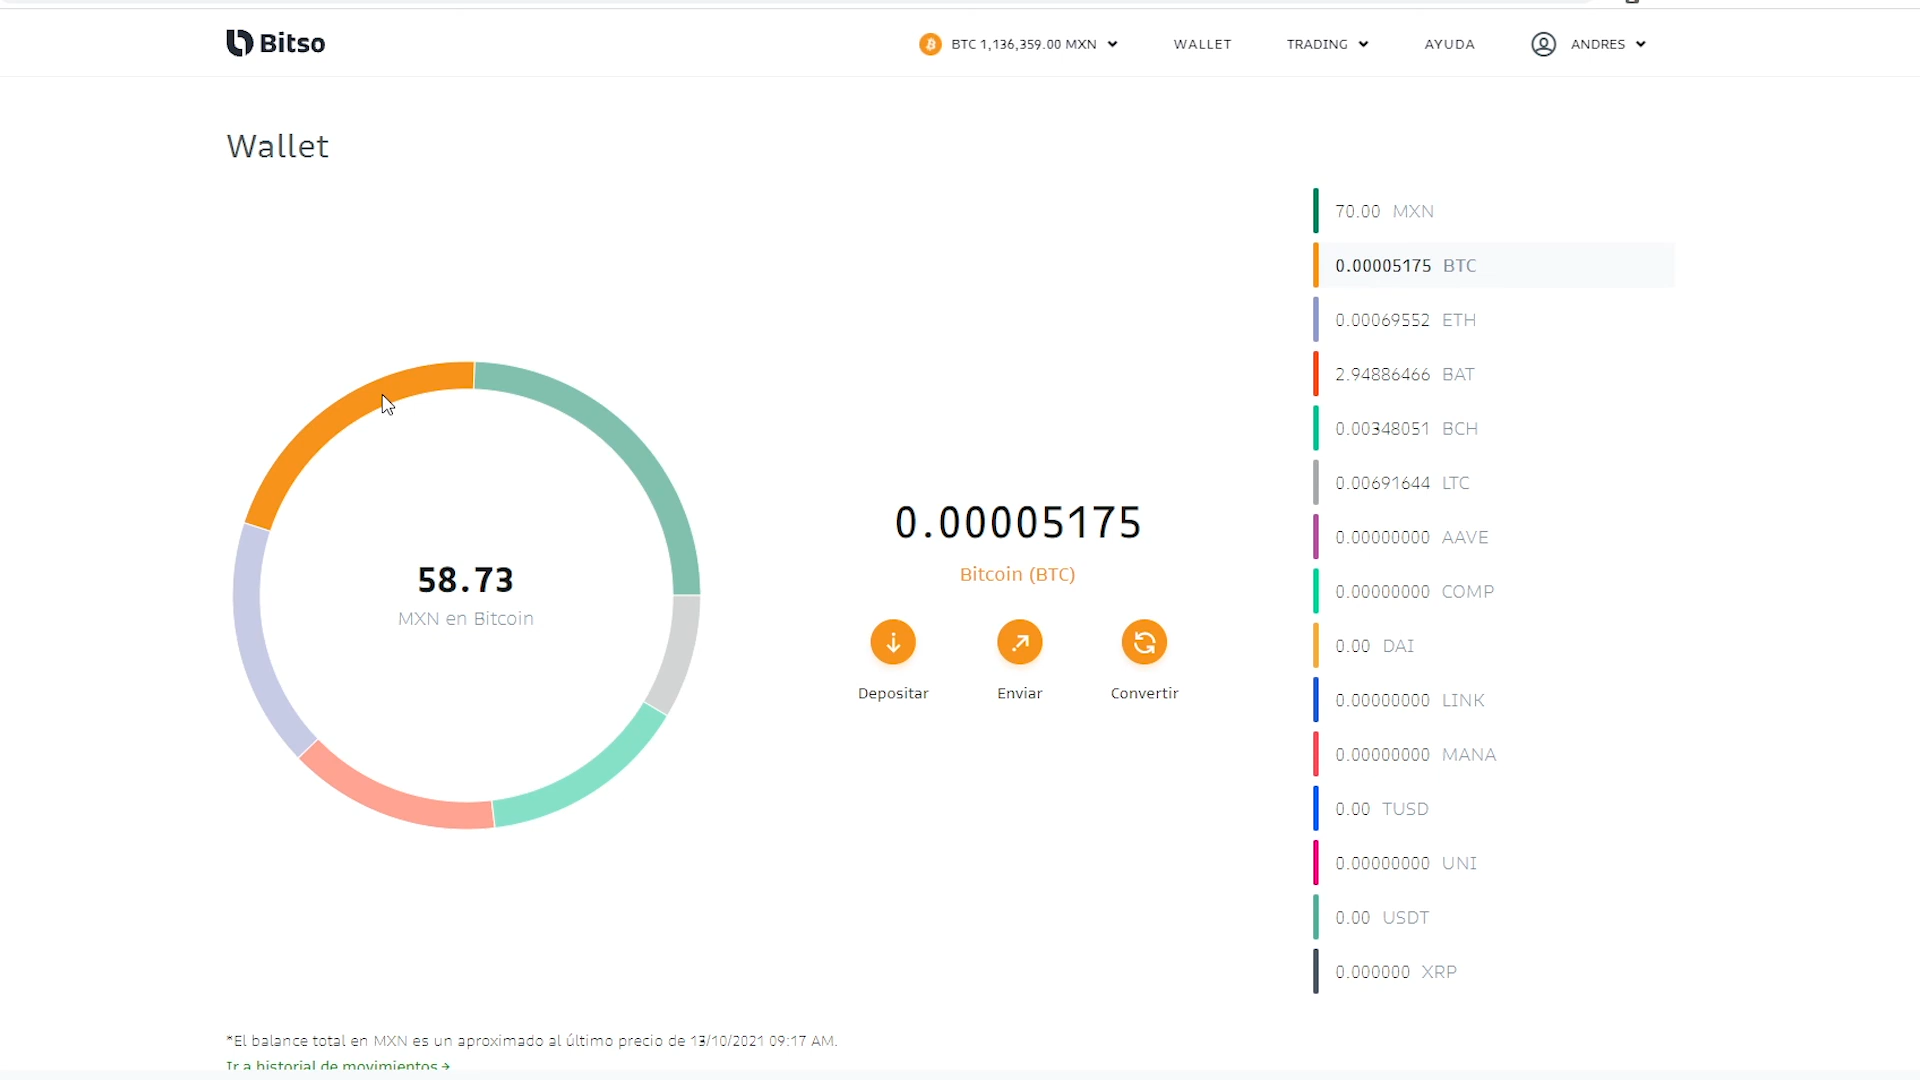 Bitso
BTC 1,136,359.00 MXN
WALLET
TRADING
AYUDA
ANDRES
Wallet
58.73
MXN en Bitcoin
0.00005175
Bitcoin (BTC)
Depositar
Enviar
Convertir
70.00 MXN
0.00005175 BTC
0.00069552 ETH
2.94886466 BAT
0.00348051 BCH
0.00691644 LTC
0.00000000 AAVE
0.00000000 COMP
0.00 DAI
0.00000000 LINK
0.00000000 MANA
0.00 TUSD
0.00000000 UNI
0.00 USDT
0.000000 XRP
*El balance total en MXN es un aproximado al último precio de 13/10/2021 09:17 AM.
Ir a historial de movimientos →